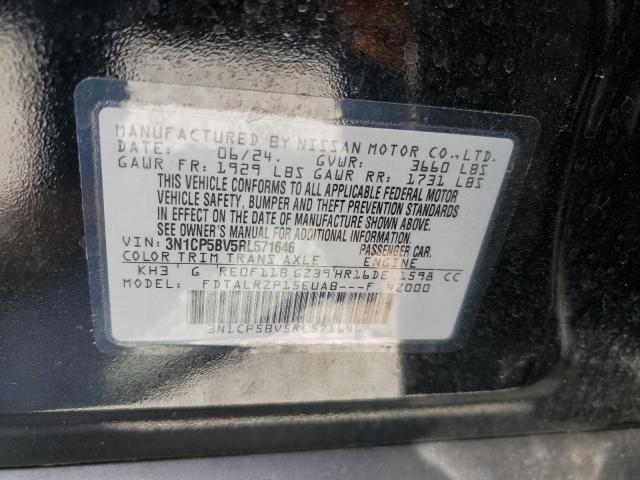 MANUFACTURED BY NISSAN MOTOR CO.,LTD.
06/24. GVWR: 3660 LBS
GAWR FR: 1929 LBS GAWR RR: 1731 LBS
THIS VEHICLE CONFORMS TO ALL APPLICABLE FEDERAL MOTOR
VEHICLE SAFETY, BUMPER AND THEFT PREVENTION STANDARDS
IN EFFECT ON THE DATE OF MANUFACTURE SHOWN ABOVE.
SEE OWNER'S MANUAL FOR ADDITIONAL INFORMATION
VIN: 3N1CP5BV5RL571646 PASSENGER CAR.
COLOR TRIM TRANS AXLE ENGINE
KH3 G RE0F11B GZ39 HR16DE 1598 CC
MODEL: FDTALRZP15EUAB---F 42000
3N1CP5BV5RL571646